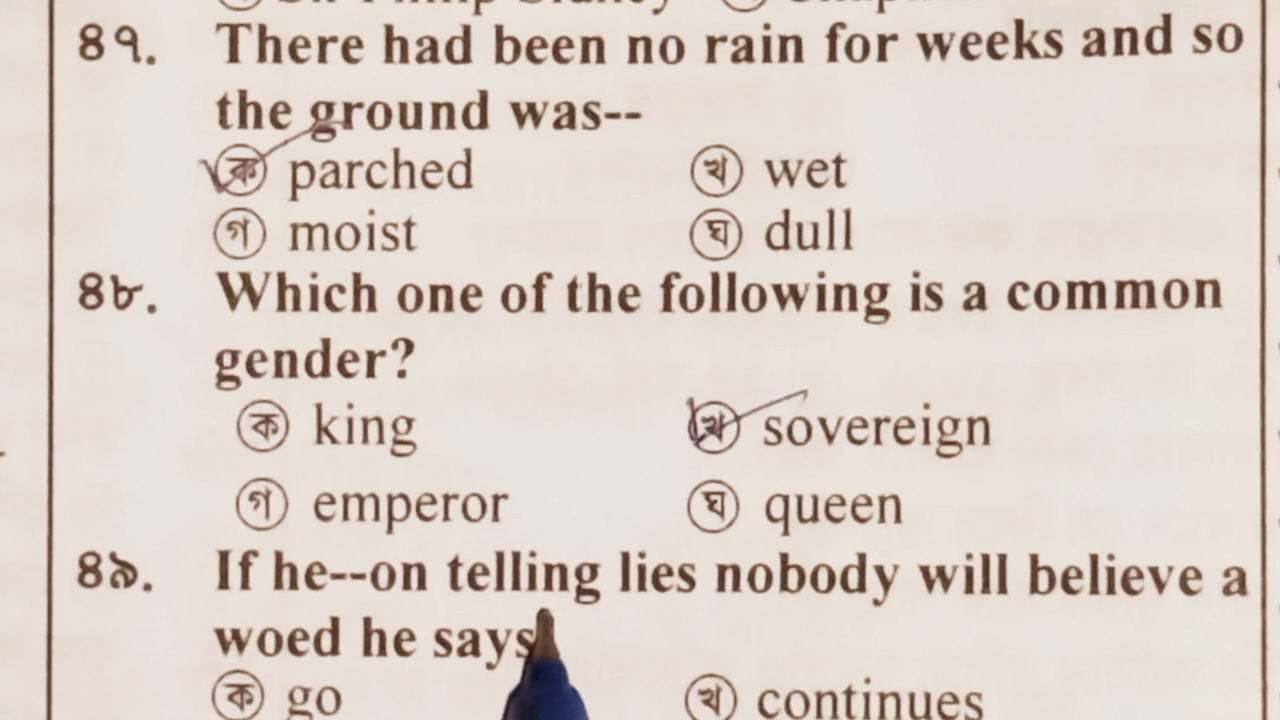 ৪৭. There had been no rain for weeks and so
the ground was--
ক parched খ wet
গ moist ঘ dull
৪৮. Which one of the following is a common
gender?
ক king খ sovereign
গ emperor ঘ queen
৪৯. If he--on telling lies nobody will believe a
woed he says
ক go খ continues